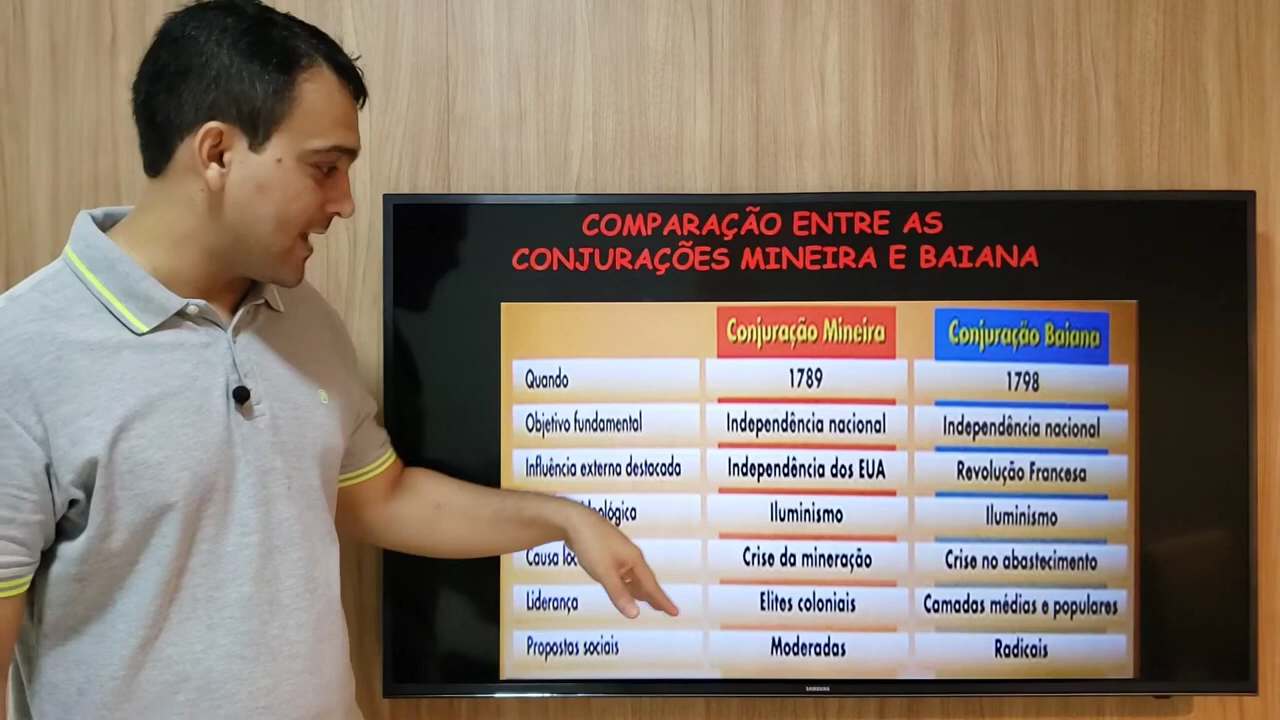 COMPARAÇÃO ENTRE AS
CONJURAÇÕES MINEIRA E BAIANA
Conjuração Mineira Conjuração Baiana
Quando 1789 1798
Objetivo fundamental Independência nacional Independência nacional
Influência externa destacada Independência dos EUA Revolução Francesa
Iluminismo Iluminismo
Causa Crise da mineração Crise no abastecimento
Liderança Elites coloniais Camadas médias e populares
Propostas sociais Moderadas Radicais
SAMSUNG